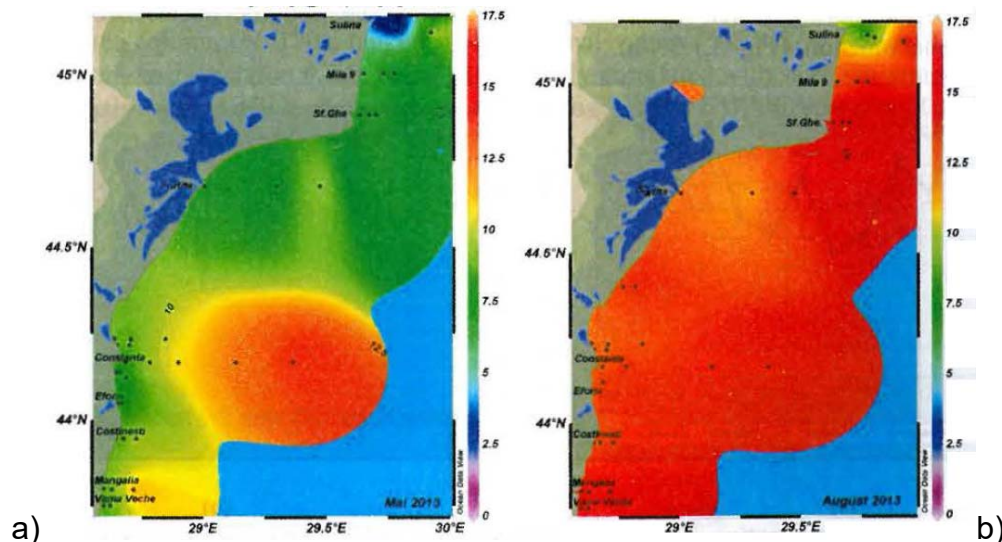 Sulina
Mila 9
Sf.Ghe.
45°N
44.5°N
10
12.5
Constanta
Eforie
Costinesti
44°N
Mangalia
Vama Veche
Mai 2013
29°E
29.5°E
30°E
17.5
15
12.5
10
7.5
5
2.5
0
Ocean Data View
a)
Sulina
Mila 9
Sf.Ghe.
45°N
44.5°N
Constanta
Eforie
Costinesti
44°N
Mangalia
Vama Veche
August 2013
29°E
29.5°E
17.5
15
12.5
10
7.5
5
2.5
0
Ocean Data View
b)